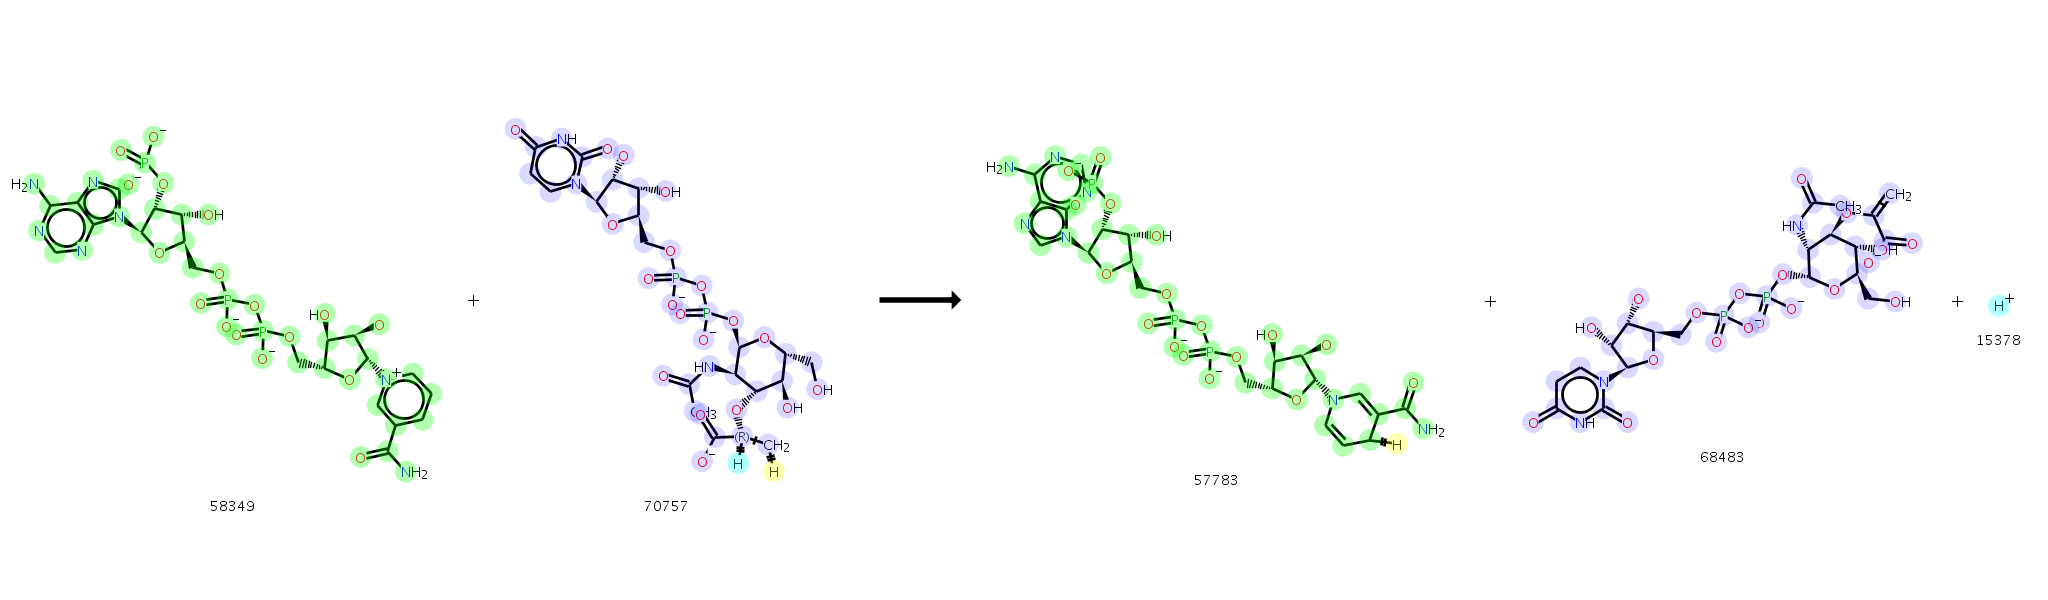 O−
O P
H2N N O− O
N N OH
N O
O
O P O
O−
O P O
O−
HO O
O N+
O NH2
58349
+
O NH O O
N OH
O
O
O P O
O−
O P O
O−
HN O
O OH
OH
CH3
O
O (R) CH2
O−
H H
70757
H2N N O− O
P
N O
O
N N OH
O
O
O P O
O−
O P O
O−
HO O
O N
O
NH2
H
57783
+
O CH3 O CH2
HN OH O
O−
O O OH
O P O−
O P O
O O−
O
HO O
N
O NH O
68483
+
H+
15378